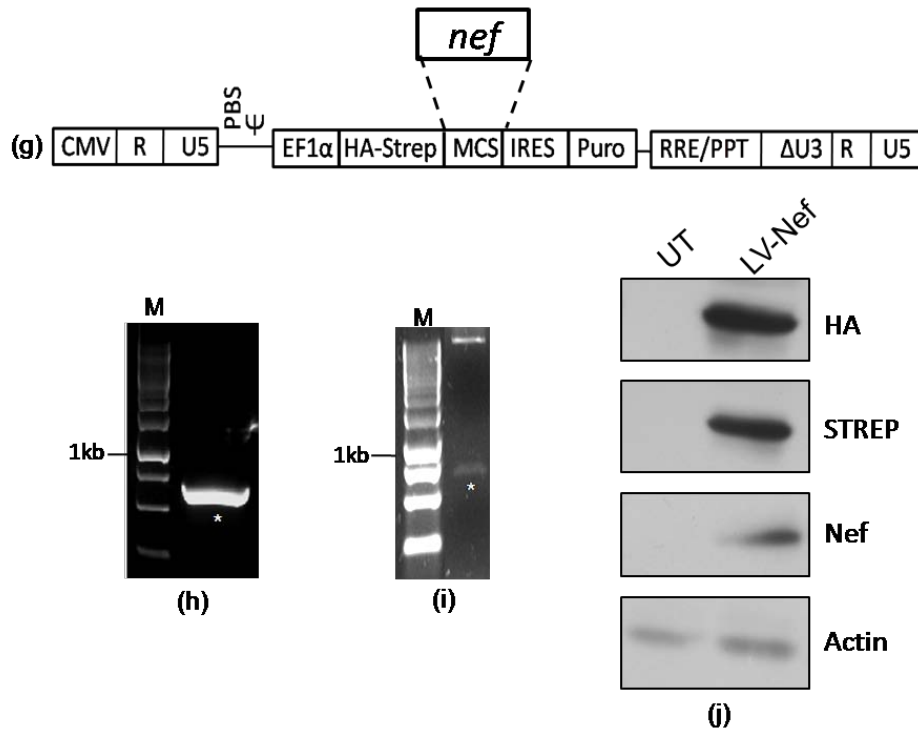 nef
PBS
Ψ
(g) CMV R U5 EF1α HA-Strep MCS IRES Puro RRE/PPT ΔU3 R U5
UT LV-Nef
M
M
HA
1kb
1kb
STREP
*
*
Nef
(h)
(i)
Actin
(j)